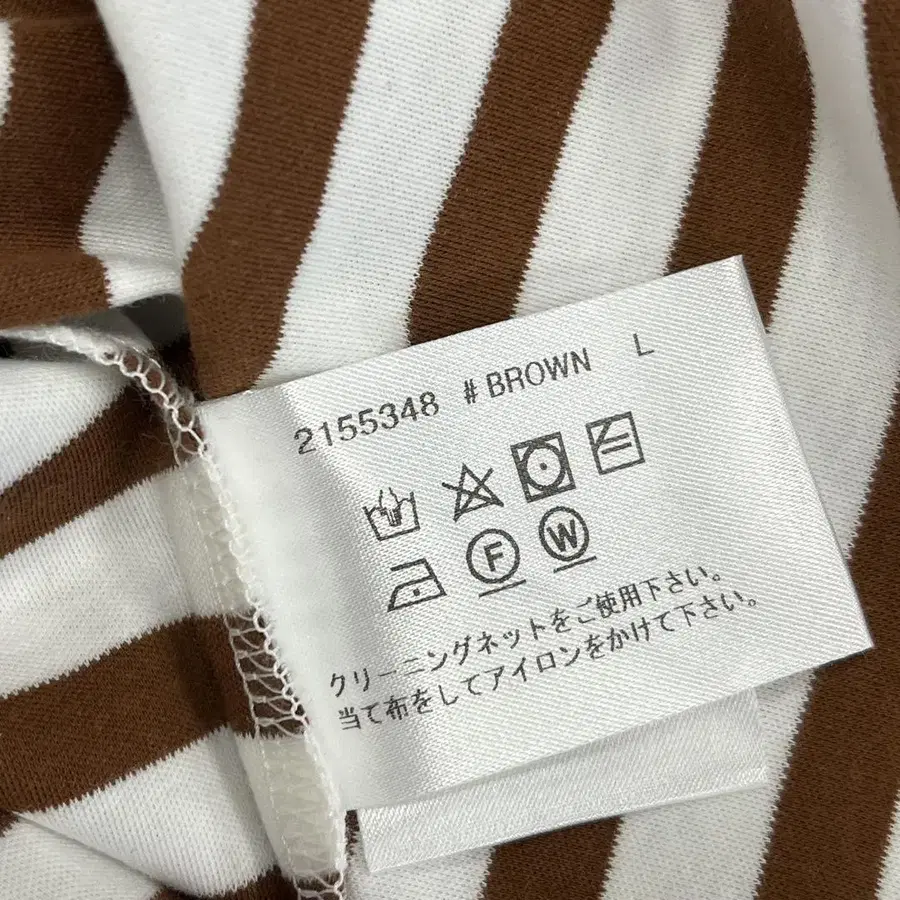 2155348 #BROWN L
F W
クリーニングネットをご使用下さい。
当て布をしてアイロンをかけて下さい。